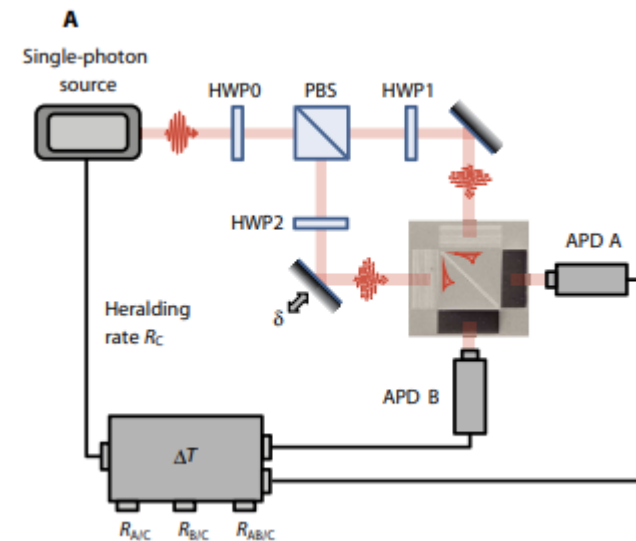 A
Single-photon
source
HWP0
PBS
HWP1
HWP2
δ
APD A
Heralding
rate RC
APD B
ΔT
RA/C
RB/C
RAB/C